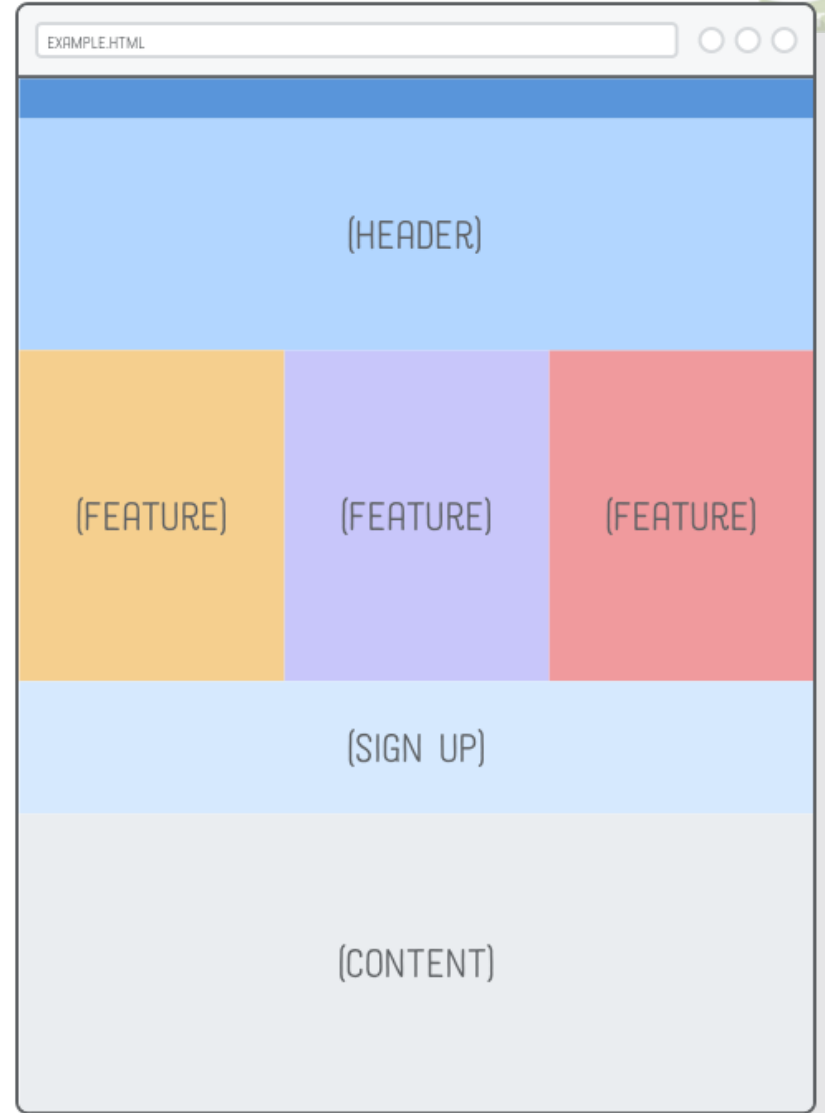 EXAMPLE.HTML
(HEADER)
(FEATURE) (FEATURE) (FEATURE)
(SIGN UP)
(CONTENT)